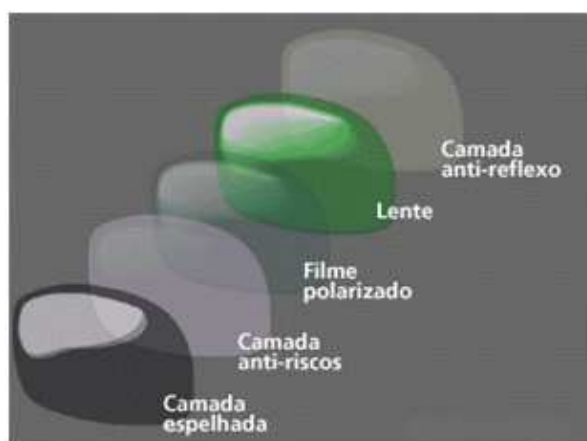 Camada
anti-reflexo
Lente
Filme
polarizado
Camada
anti-riscos
Camada
espelhada